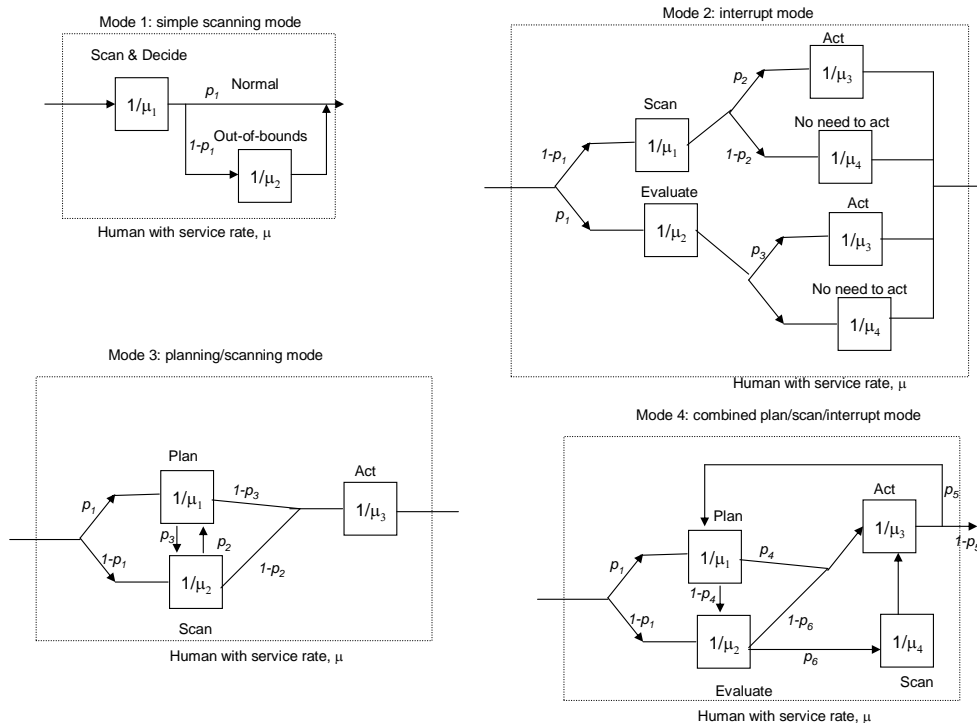 Mode 1: simple scanning mode
Scan & Decide
1/μ1
p1
Normal
1-p1
Out-of-bounds
1/μ2
Human with service rate, μ
Mode 2: interrupt mode
Act
p2
1/μ3
Scan
1/μ1
1-p1
1-p2
No need to act
1/μ4
Evaluate
p1
1/μ2
Act
p3
1/μ3
No need to act
1/μ4
Human with service rate, μ
Mode 3: planning/scanning mode
Plan
Act
p1
1/μ1
1-p3
1/μ3
p3
p2
1-p1
1/μ2
1-p2
Scan
Human with service rate, μ
Mode 4: combined plan/scan/interrupt mode
Plan
Act
p5
p1
1/μ1
p4
1/μ3
1-p5
1-p4
1-p1
1/μ2
1-p6
p6
1/μ4
Evaluate
Scan
Human with service rate, μ